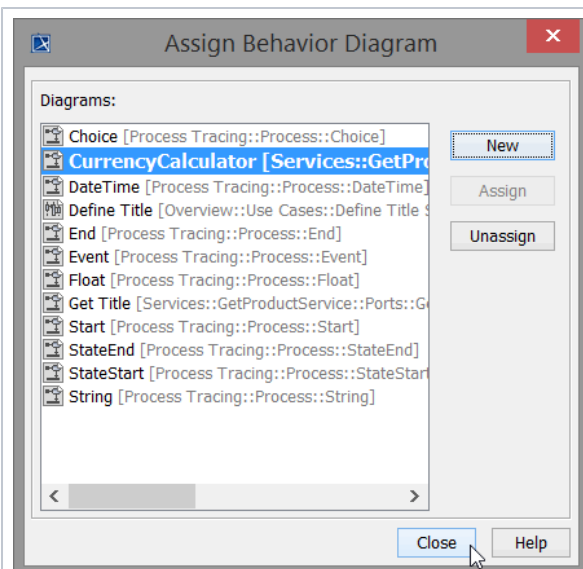 Assign Behavior Diagram
Diagrams:
Choice [Process Tracing::Process::Choice]
CurrencyCalculator [Services::GetPr
DateTime [Process Tracing::Process::DateTime]
Define Title [Overview::Use Cases::Define Title
End [Process Tracing::Process::End]
Event [Process Tracing::Process::Event]
Float [Process Tracing::Process::Float]
Get Title [Services::GetProductService::Ports::G
Start [Process Tracing::Process::Start]
StateEnd [Process Tracing::Process::StateEnd]
StateStart [Process Tracing::Process::StateStart
String [Process Tracing::Process::String]
New
Assign
Unassign
Close
Help